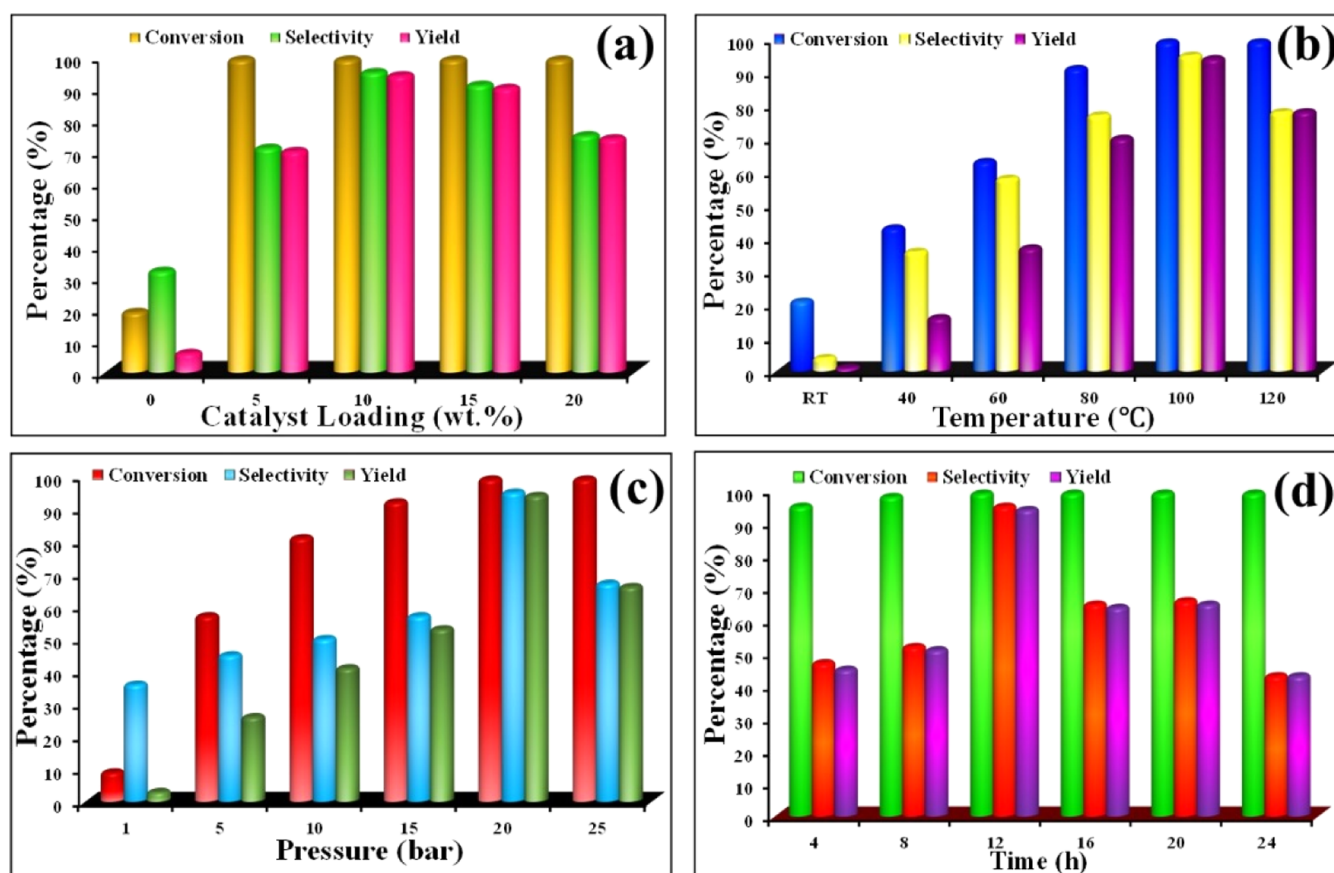 Conversion Selectivity Yield (a)
100
90
80
70
60
50
40
30
20
10
0
Percentage (%)
0 5 10 15 20
Catalyst Loading (wt.%)
Conversion Selectivity Yield (b)
100
90
80
70
60
50
40
30
20
10
0
Percentage (%)
RT 40 60 80 100 120
Temperature (°C)
Conversion Selectivity Yield (c)
100
90
80
70
60
50
40
30
20
10
0
Percentage (%)
1 5 10 15 20 25
Pressure (bar)
Conversion Selectivity Yield (d)
100
90
80
70
60
50
40
30
20
10
0
Percentage (%)
4 8 12 16 20 24
Time (h)